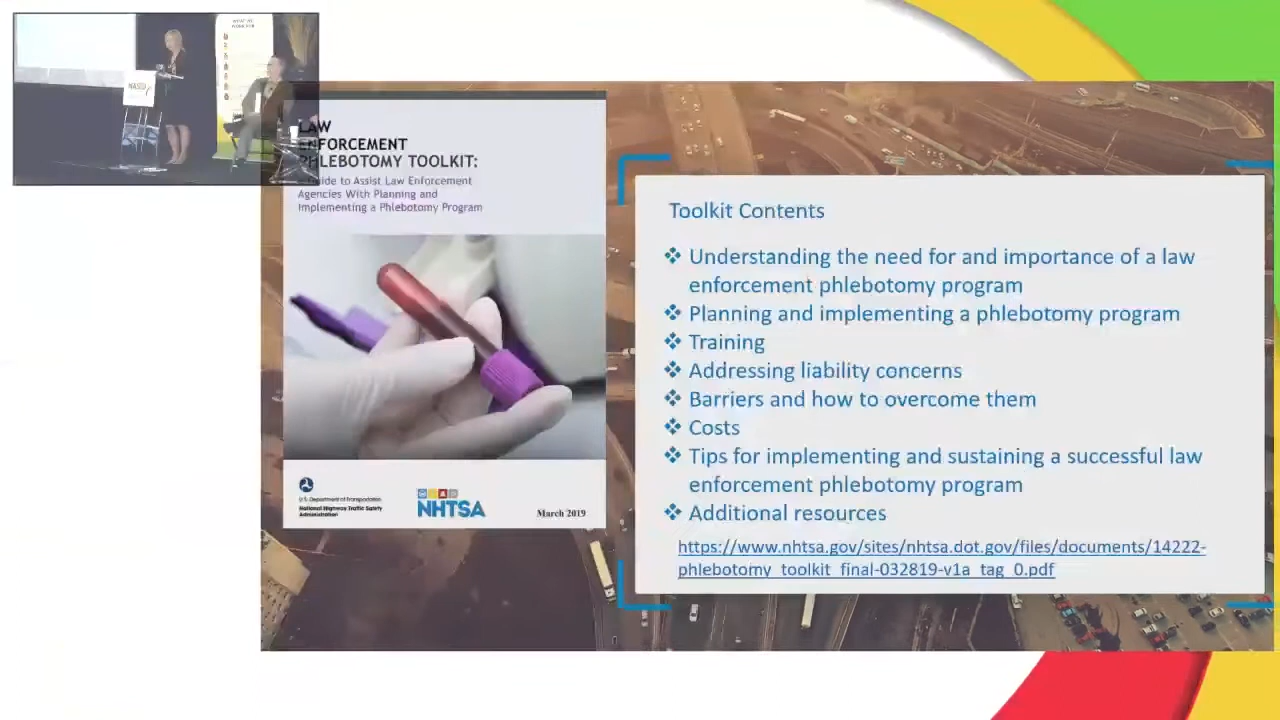 LAW
ENFORCEMENT
PHLEBOTOMY TOOLKIT:
Guide to Assist Law Enforcement
Agencies With Planning and
Implementing a Phlebotomy Program
U.S. Department of Transportation
National Highway Traffic Safety
Administration
NHTSA
March 2019
Toolkit Contents
❖ Understanding the need for and importance of a law
enforcement phlebotomy program
❖ Planning and implementing a phlebotomy program
❖ Training
❖ Addressing liability concerns
❖ Barriers and how to overcome them
❖ Costs
❖ Tips for implementing and sustaining a successful law
enforcement phlebotomy program
❖ Additional resources
https://www.nhtsa.gov/sites/nhtsa.dot.gov/files/documents/14222-
phlebotomy_toolkit_final-032819-v1a_tag_0.pdf